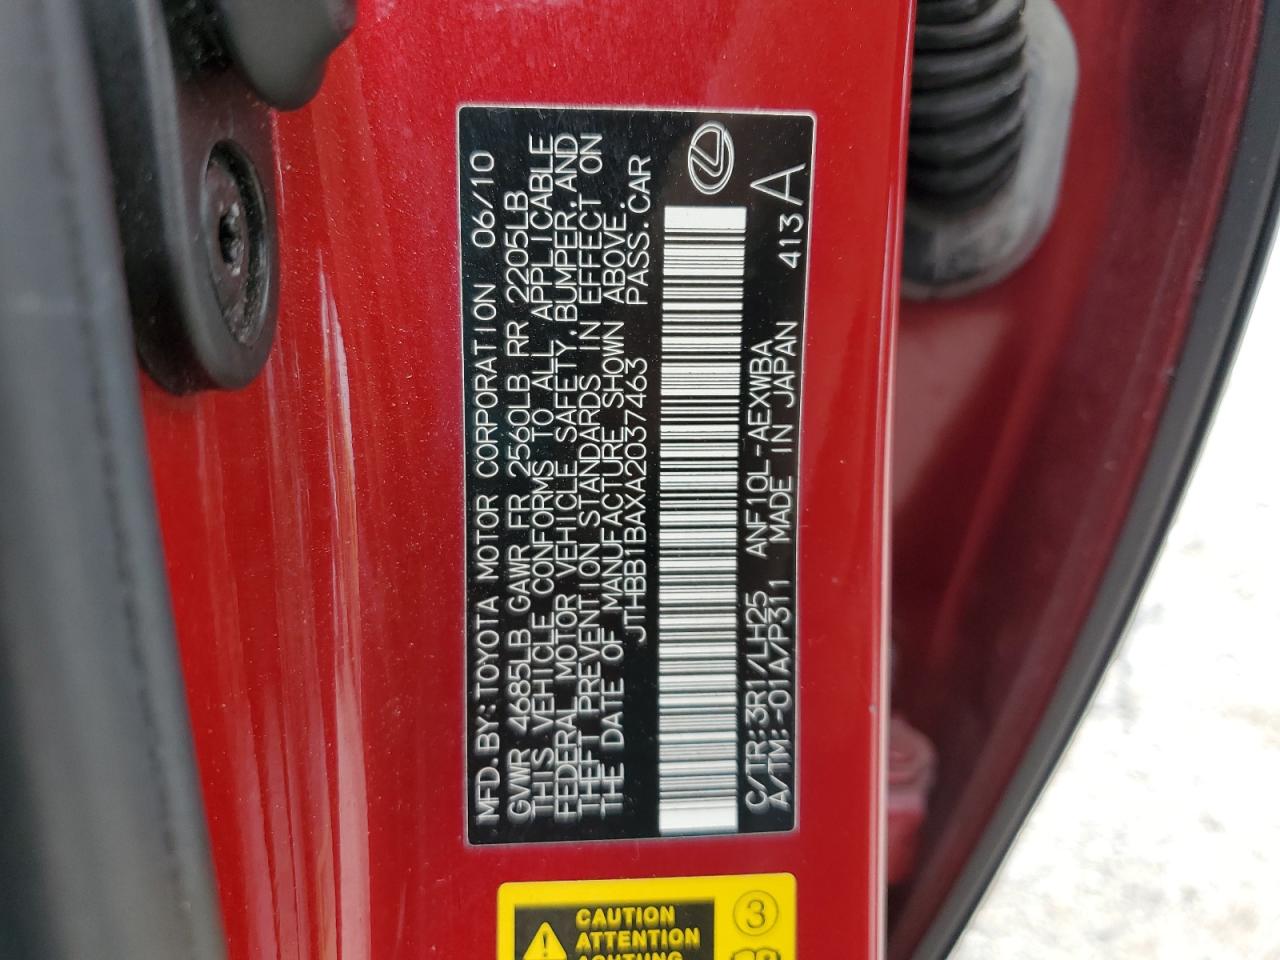 MFD.BY:TOYOTA MOTOR CORPORATION 06/10
GVWR 4685LB GAWR FR 2560LB RR 2205LB
THIS VEHICLE CONFORMS TO ALL APPLICABLE
FEDERAL MOTOR VEHICLE SAFETY,BUMPER,AND
THEFT PREVENTION STANDARDS IN EFFECT ON
THE DATE OF MANUFACTURE SHOWN ABOVE.
JTHBB1BAXA2037463 PASS.CAR
C/TR:3R1/LH25 ANF10L-AEXWBA 413
A/TM:-01A/P311 MADE IN JAPAN A
CAUTION
ATTENTION
ACHTUNG
3